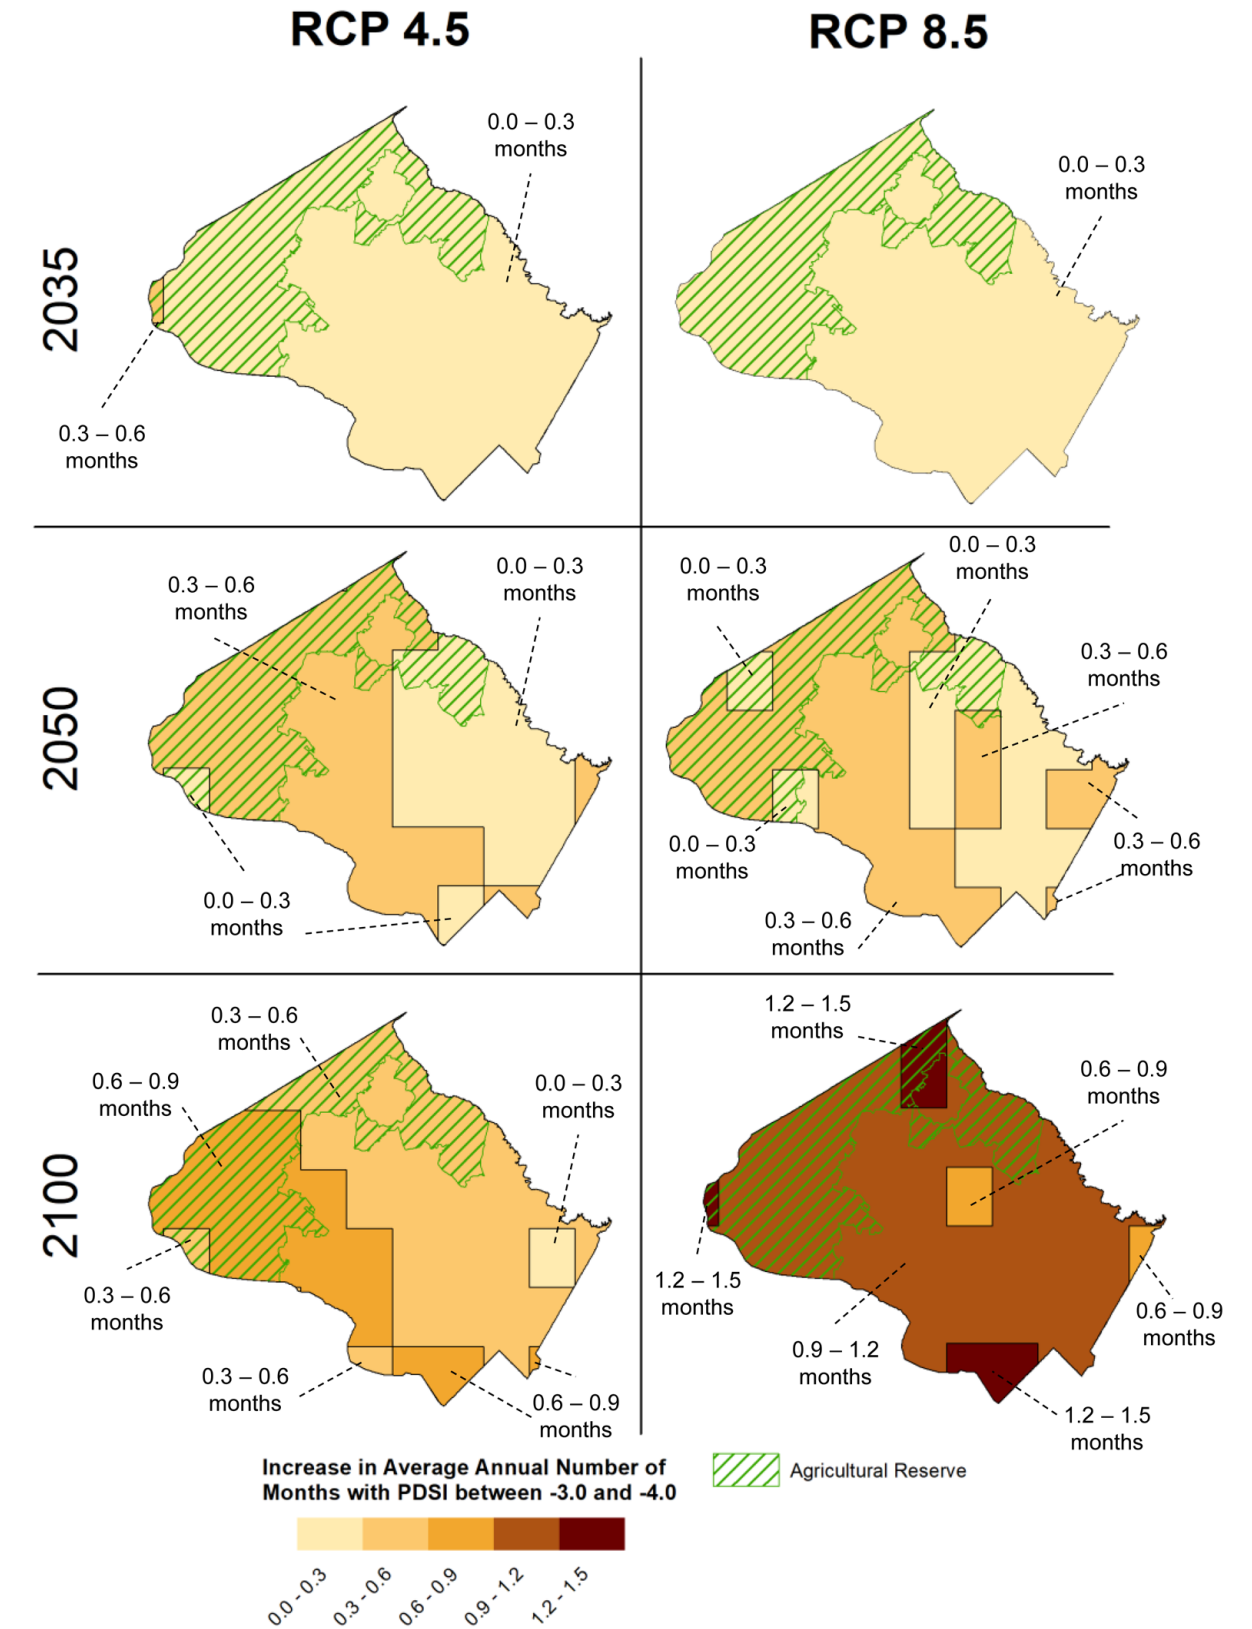 RCP 4.5
RCP 8.5
2035
0.0 – 0.3
months
0.3 – 0.6
months
0.0 – 0.3
months
2050
0.3 – 0.6
months
0.0 – 0.3
months
0.0 – 0.3
months
0.0 – 0.3
months
0.0 – 0.3
months
0.3 – 0.6
months
0.0 – 0.3
months
0.3 – 0.6
months
0.3 – 0.6
months
2100
0.3 – 0.6
months
0.6 – 0.9
months
0.0 – 0.3
months
0.3 – 0.6
months
0.3 – 0.6
months
0.6 – 0.9
months
1.2 – 1.5
months
0.6 – 0.9
months
1.2 – 1.5
months
0.9 – 1.2
months
0.6 – 0.9
months
1.2 – 1.5
months
Increase in Average Annual Number of
Months with PDSI between -3.0 and -4.0
0.0 - 0.3
0.3 - 0.6
0.6 - 0.9
0.9 - 1.2
1.2 - 1.5
Agricultural Reserve